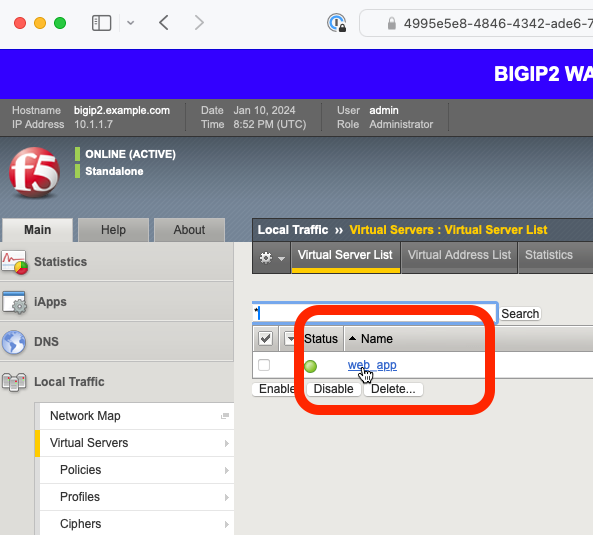 4995e5e8-4846-4342-ade6-7
BIGIP2 WA
Hostname bigip2.example.com Date Jan 10, 2024 User admin
IP Address 10.1.1.7 Time 8:52 PM (UTC) Role Administrator
f5
ONLINE (ACTIVE)
Standalone
Main Help About
Local Traffic ›› Virtual Servers : Virtual Server List
Virtual Server List Virtual Address List Statistics
Statistics
iApps
DNS
Local Traffic
Network Map
Virtual Servers
Policies
Profiles
Ciphers
* Search
Status Name
web_app
Enable Disable Delete...